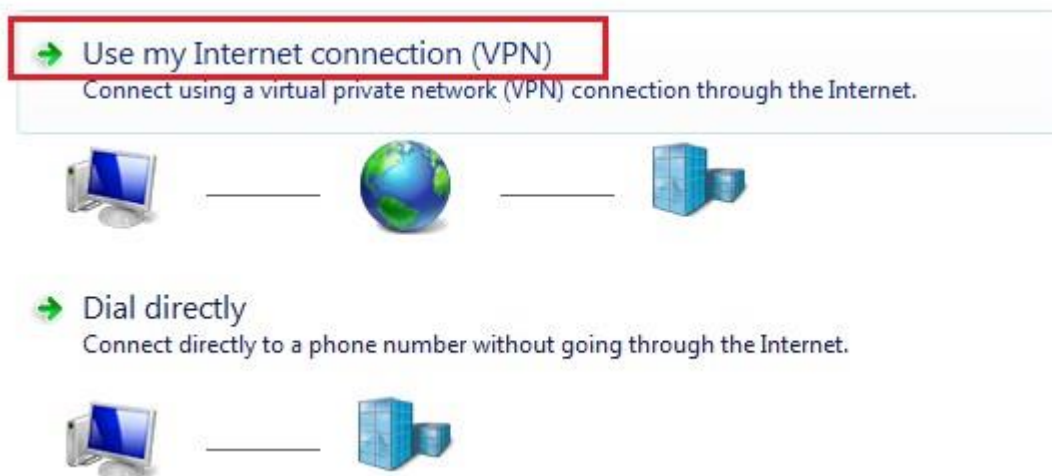 Use my Internet connection (VPN)
Connect using a virtual private network (VPN) connection through the Internet.
Dial directly
Connect directly to a phone number without going through the Internet.